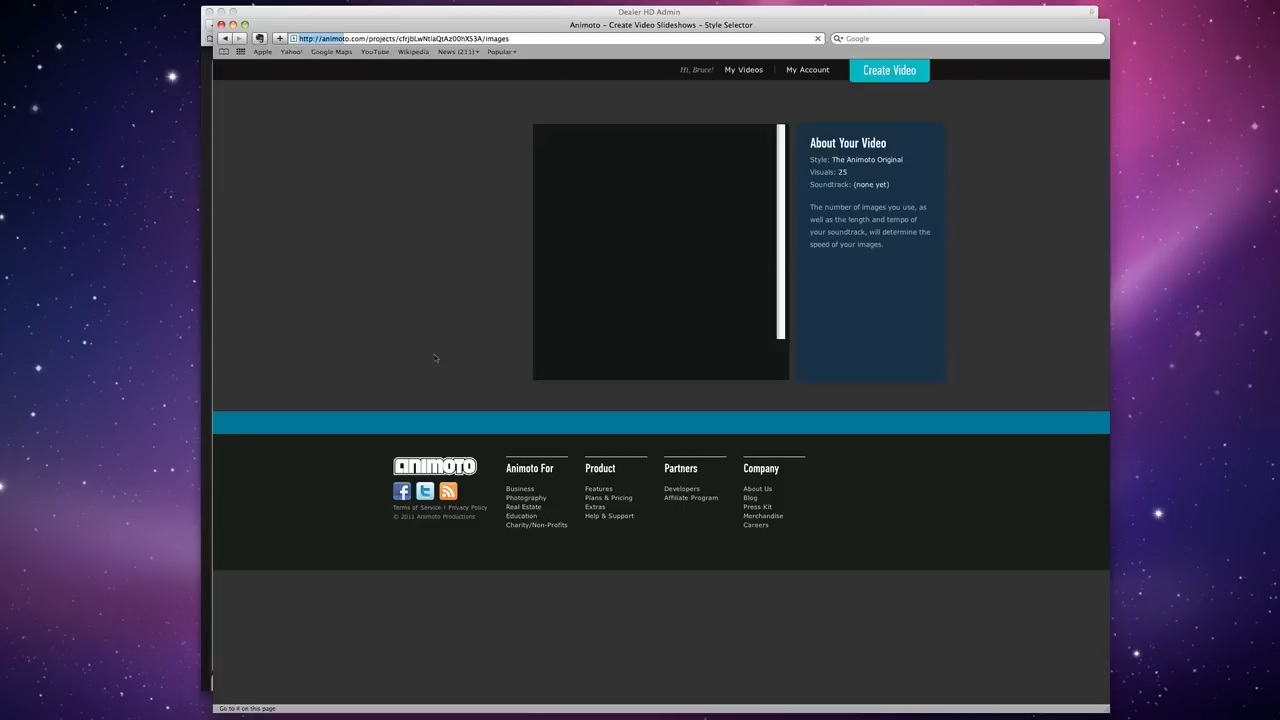 Dealer HD Admin
Animoto – Create Video Slideshows – Style Selector
http://animoto.com/projects/cfrjbLwNtlaQtAz00hXS3A/images
Google
Apple Yahoo! Google Maps YouTube Wikipedia News (211) Popular
Hi, Bruce! My Videos My Account Create Video
About Your Video
Style: The Animoto Original
Visuals: 25
Soundtrack: (none yet)
The number of images you use, as
well as the length and tempo of
your soundtrack, will determine the
speed of your images.
ANIMOTO
Terms of Service | Privacy Policy
© 2011 Animoto Productions
Animoto For
Business
Photography
Real Estate
Education
Charity/Non-Profits
Product
Features
Plans & Pricing
Extras
Help & Support
Partners
Developers
Affiliate Program
Company
About Us
Blog
Press Kit
Merchandise
Careers
Go to # on this page